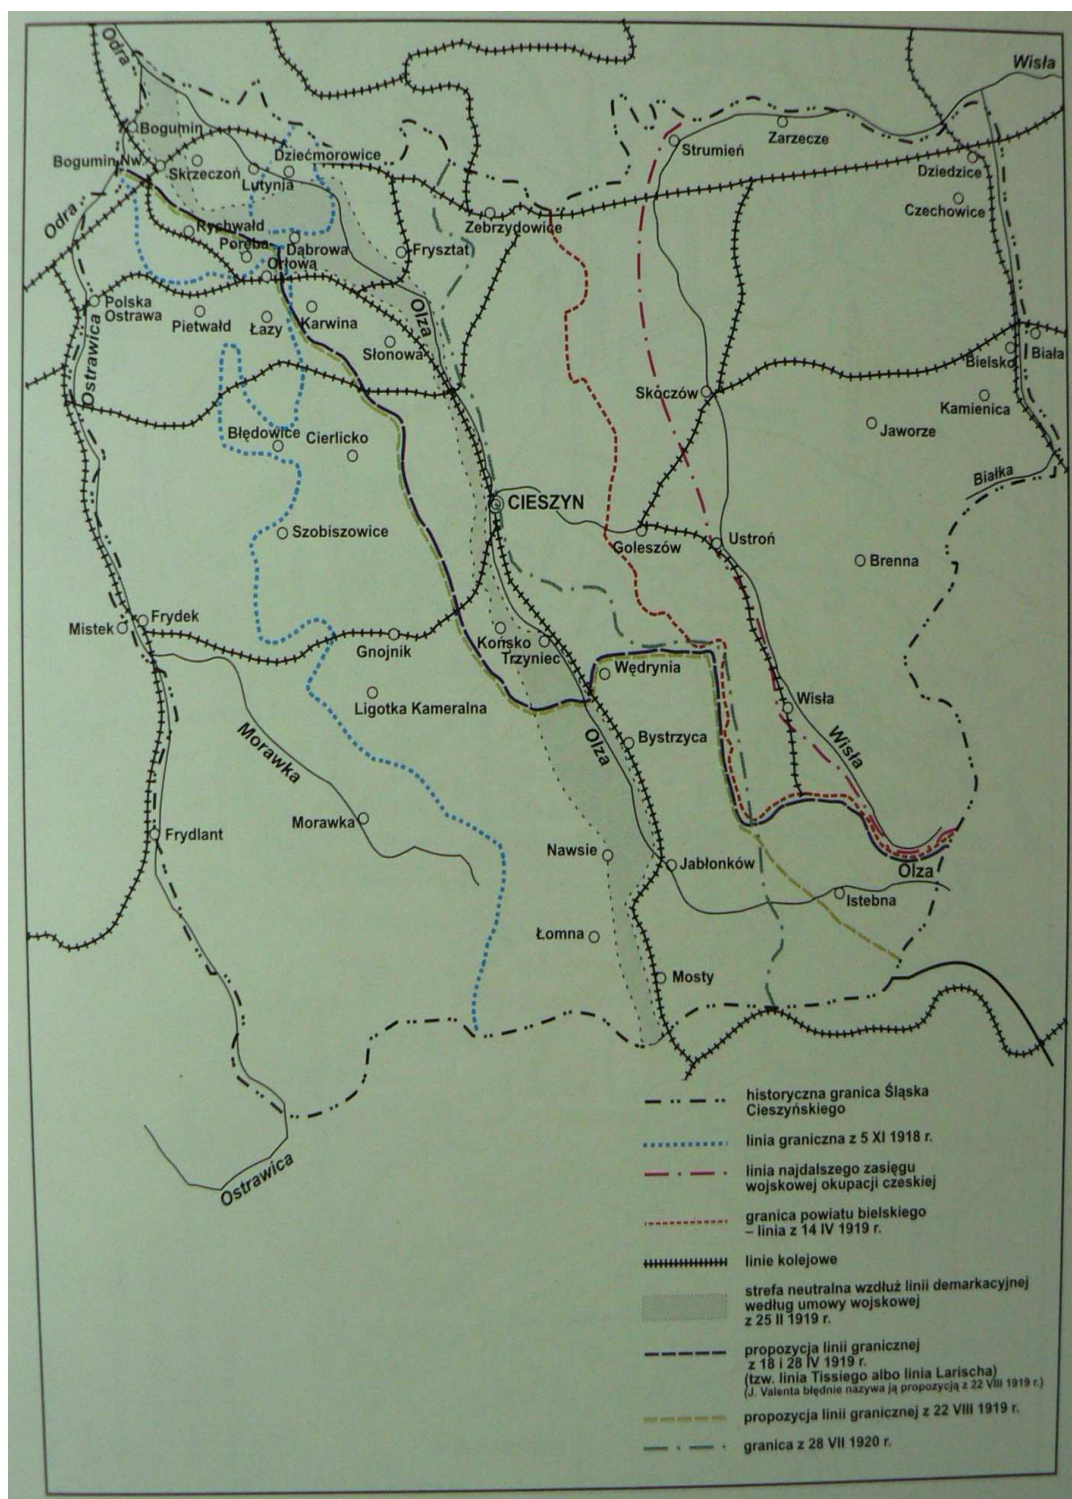 Odra
Wisła
Bogumin
Zarzecze
Strumień
Bogumin Nw.
Skrzeczoń
Dziećmorowice
Lutynia
Dziedzice
Czechowice
Odra
Rychwałd
Poręba
Dąbrowa
Orłowa
Frysztat
Zebrzydowice
Polska
Ostrawa
Pietwałd
Łazy
Karwina
Olza
Ostrawica
Słonowa
Bielsko
Biała
Skoczów
Kamienica
Jaworze
Błędowice
Cierlicko
Białka
CIESZYN
Szobiszowice
Goleszów
Ustroń
Brenna
Mistek
Frydek
Gnojnik
Końsko
Trzyniec
Wędrynia
Ligotka Kameralna
Wisła
Morawka
Olza
Bystrzyca
Wisła
Morawka
Frydlant
Nawsie
Jabłonków
Olza
Istebna
Łomna
Mosty
Ostrawica
historyczna granica Śląska
Cieszyńskiego
linia graniczna z 5 XI 1918 r.
linia najdalszego zasięgu
wojskowej okupacji czeskiej
granica powiatu bielskiego
– linia z 14 IV 1919 r.
linie kolejowe
strefa neutralna wzdłuż linii demarkacyjnej
według umowy wojskowej
z 25 II 1919 r.
propozycja linii granicznej
z 18 i 28 IV 1919 r.
(tzw. linia Tissiego albo linia Larischa)
(J. Valenta błędnie nazywa ją propozycją z 22 VIII 1919 r.)
propozycja linii granicznej z 22 VIII 1919 r.
granica z 28 VII 1920 r.